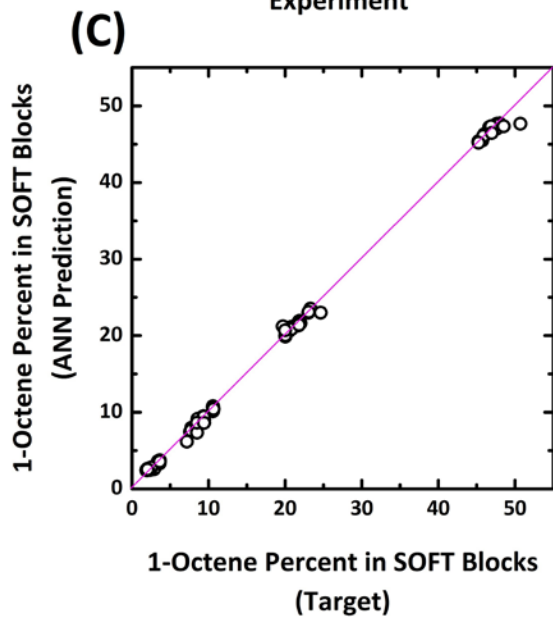 Experiment
(C)
1-Octene Percent in SOFT Blocks
(ANN Prediction)
50
40
30
20
10
0
0 10 20 30 40 50
1-Octene Percent in SOFT Blocks
(Target)